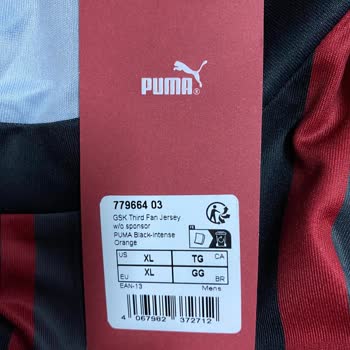 PUMA®
779664 03
GSK Third Fan Jersey
w/o sponsor
PUMA Black-Intense
Orange
US XL TG CA
EU XL GG BR
EAN-13 Mens
4 067982 372712